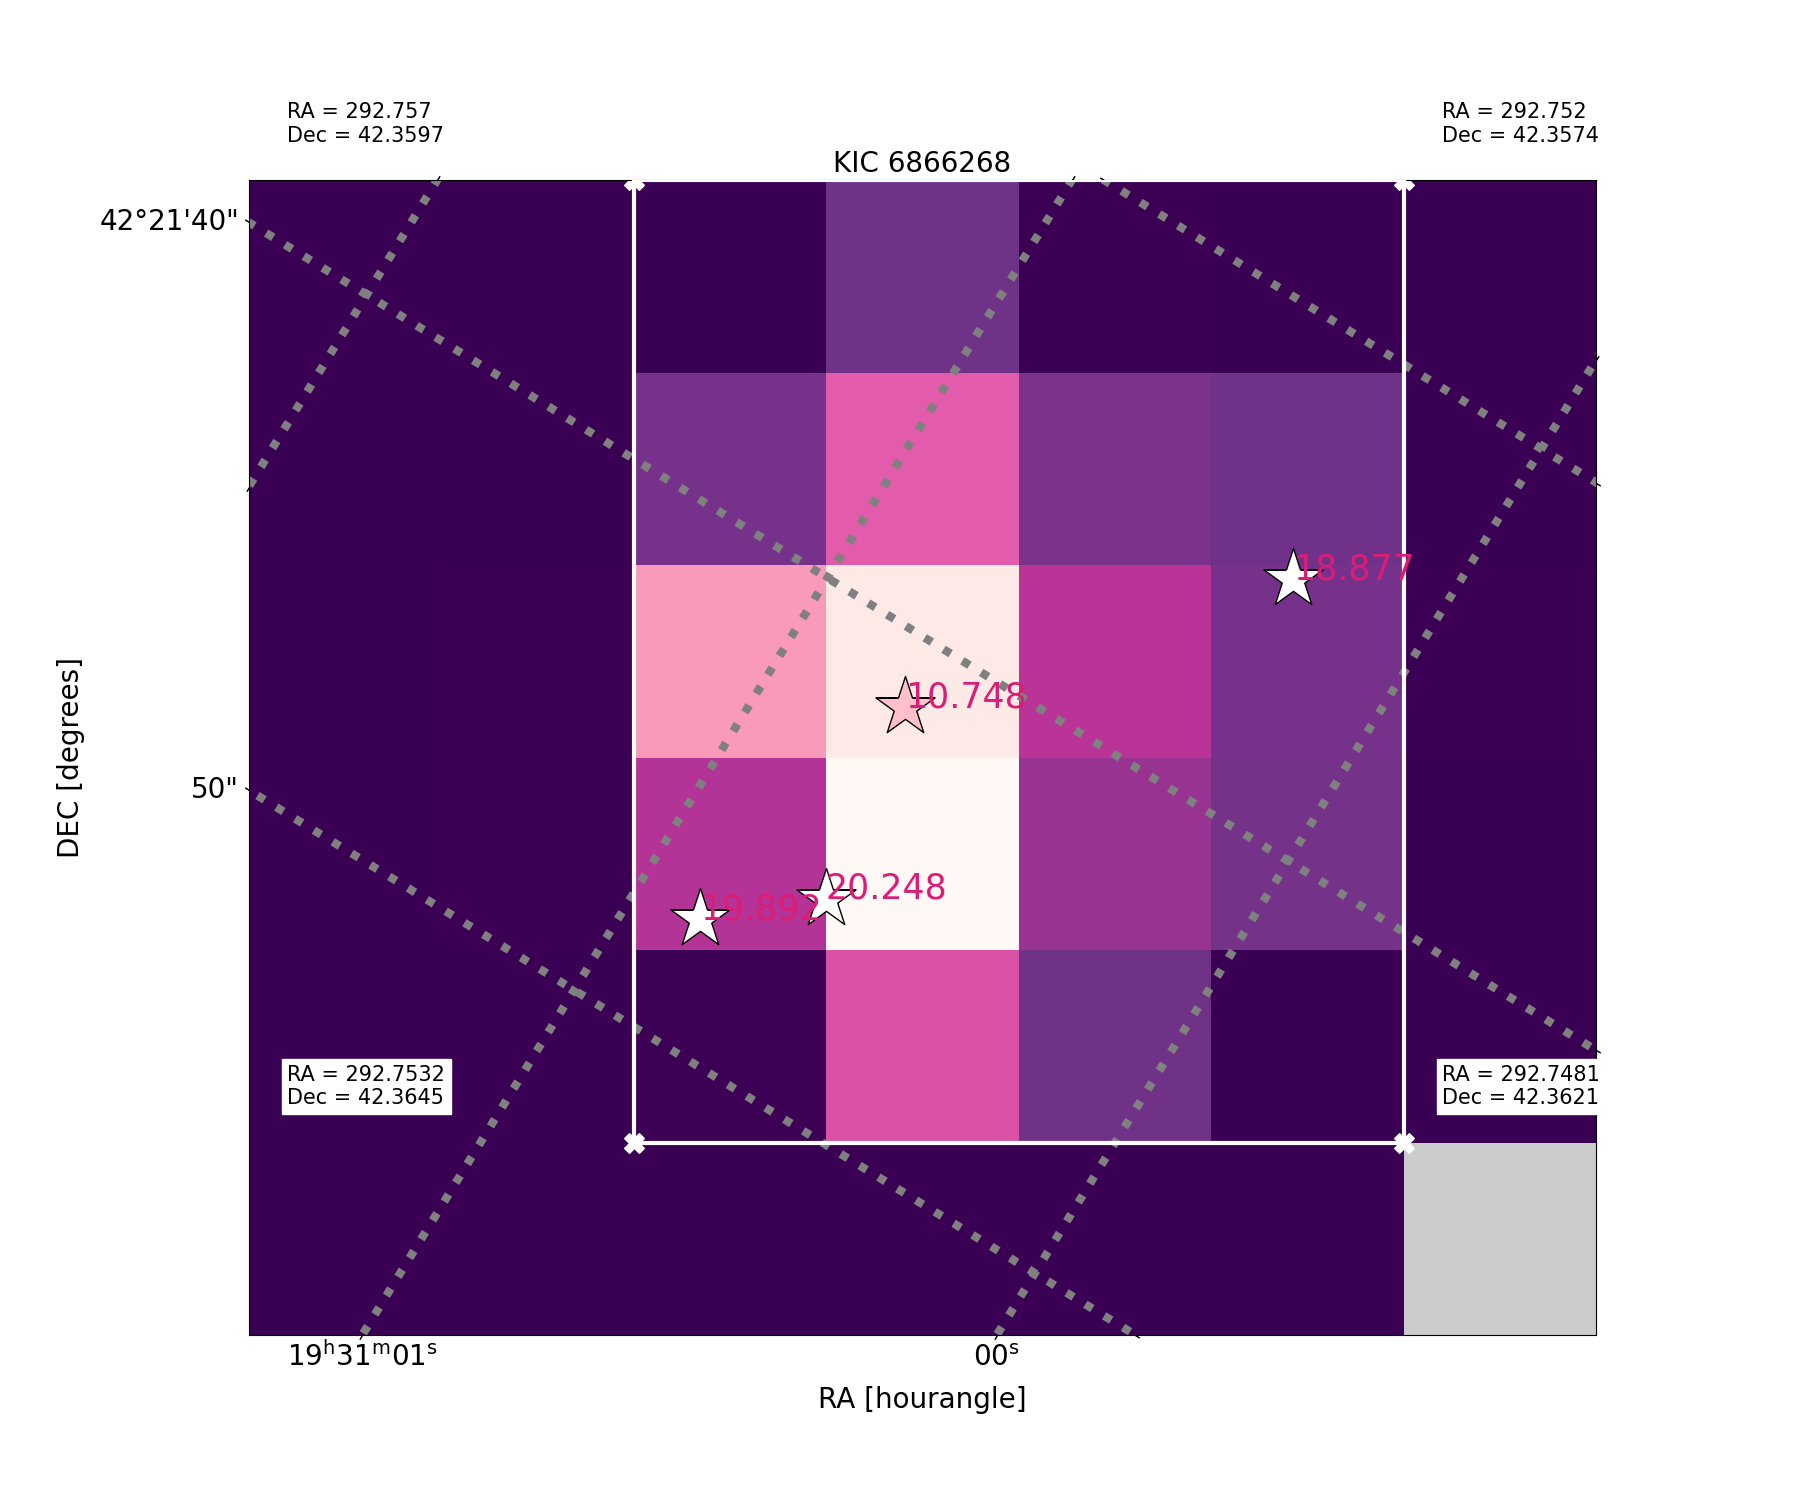 RA = 292.757
Dec = 42.3597
RA = 292.752
Dec = 42.3574
KIC 6866268
42°21'40"
18.877
10.748
50"
DEC [degrees]
20.248
19.892
RA = 292.7532
Dec = 42.3645
RA = 292.7481
Dec = 42.3621
19h31m01s
00s
RA [hourangle]